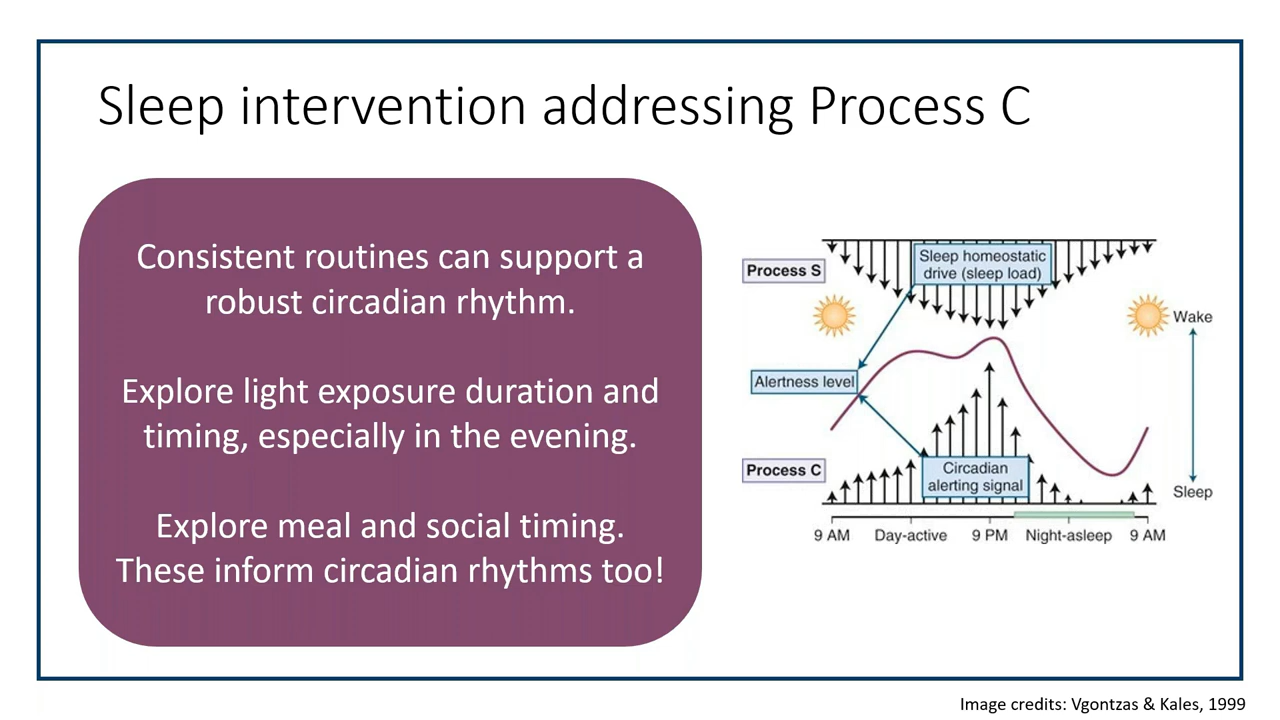 Sleep intervention addressing Process C
Consistent routines can support a
robust circadian rhythm.
Explore light exposure duration and
timing, especially in the evening.
Explore meal and social timing.
These inform circadian rhythms too!
Process S
Sleep homeostatic
drive (sleep load)
Wake
Alertness level
Process C
Circadian
alerting signal
Sleep
9 AM Day-active 9 PM Night-asleep 9 AM
Image credits: Vgontzas & Kales, 1999